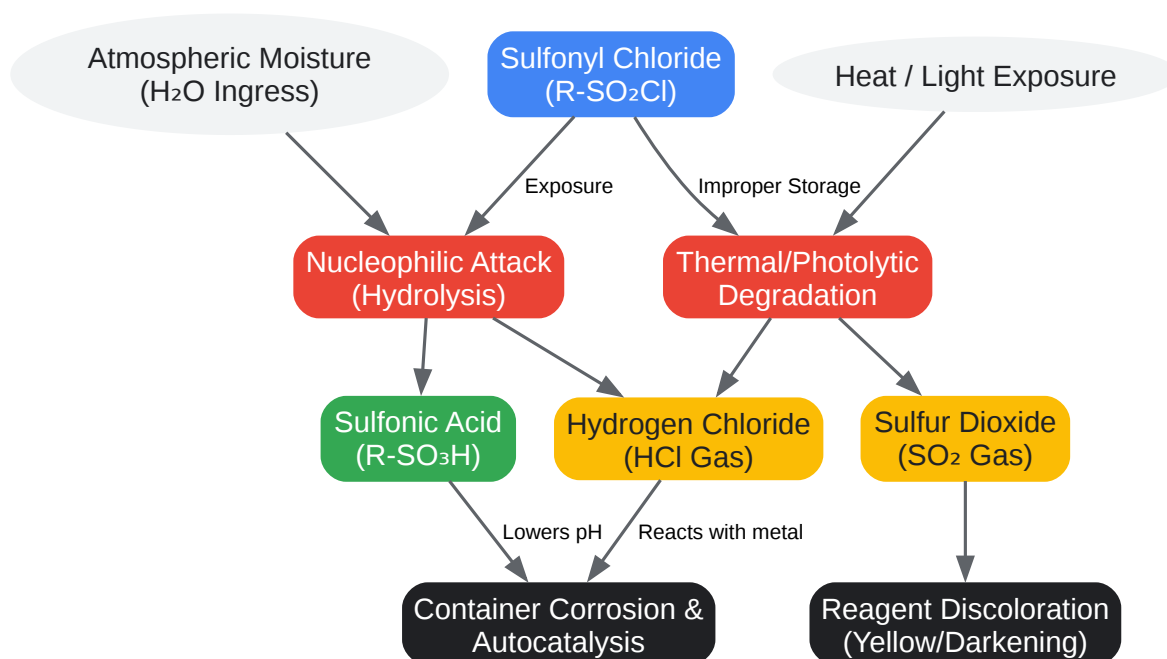 Atmospheric Moisture
(H₂O Ingress)
Sulfonyl Chloride
(R-SO₂Cl)
Heat / Light Exposure
Exposure
Improper Storage
Nucleophilic Attack
(Hydrolysis)
Thermal/Photolytic
Degradation
Sulfonic Acid
(R-SO₃H)
Hydrogen Chloride
(HCl Gas)
Sulfur Dioxide
(SO₂ Gas)
Lowers pH
Reacts with metal
Container Corrosion &
Autocatalysis
Reagent Discoloration
(Yellow/Darkening)